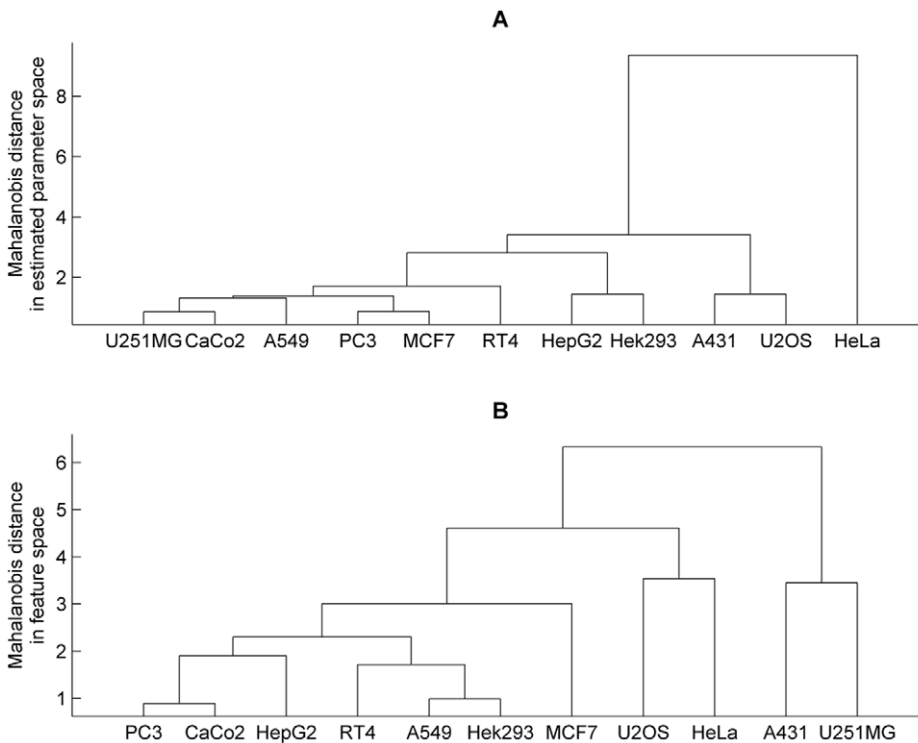 A
Mahalanobis distance
in estimated parameter space
8
6
4
2
U251MG CaCo2 A549 PC3 MCF7 RT4 HepG2 Hek293 A431 U2OS HeLa
B
Mahalanobis distance
in feature space
6
5
4
3
2
1
PC3 CaCo2 HepG2 RT4 A549 Hek293 MCF7 U2OS HeLa A431 U251MG